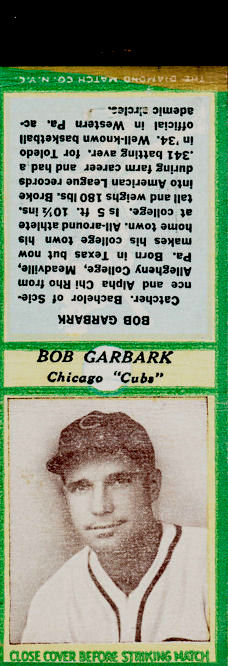 THE DIAMOND MATCH CO. N.Y.C.
BOB GARBARK
Catcher. Bachelor of Scie-
nce and Alpha Chi Rho from
Allegheny College, Meadville,
Pa. Born in Texas but now
makes his college town his
home town. All-around athlete
at college. Is 5 ft. 10½ ins.
tall and weighs 180 lbs. Broke
into American League records
during farm career and had a
.341 batting aver. for Toledo
in '34. Well-known basketball
official in Western Pa. ac-
ademic circles.
BOB GARBARK
Chicago "Cubs"
C
CLOSE COVER BEFORE STRIKING MATCH